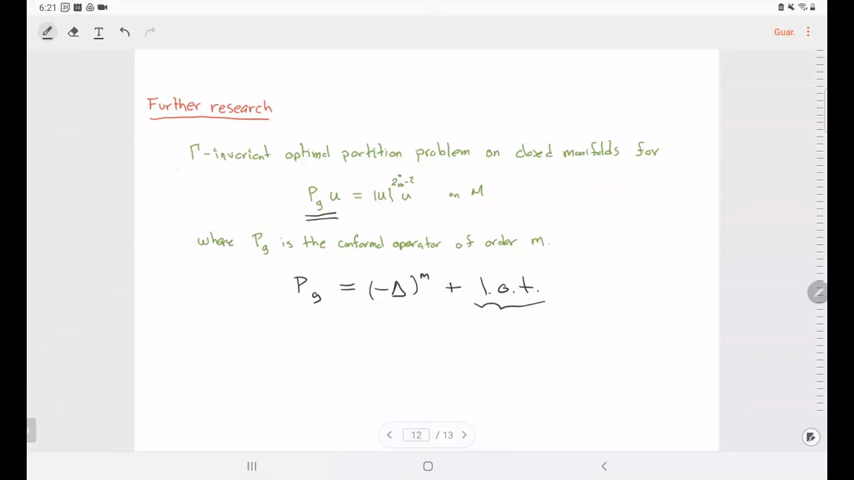 6:21
Guar.
Further research
Γ-invariant optimal partition problem on closed manifolds for
P_g u = |u|^{2*_m-2} u on M
where P_g is the conformal operator of order m.
P_g = (-Δ)^m + l.o.t.
12 / 13